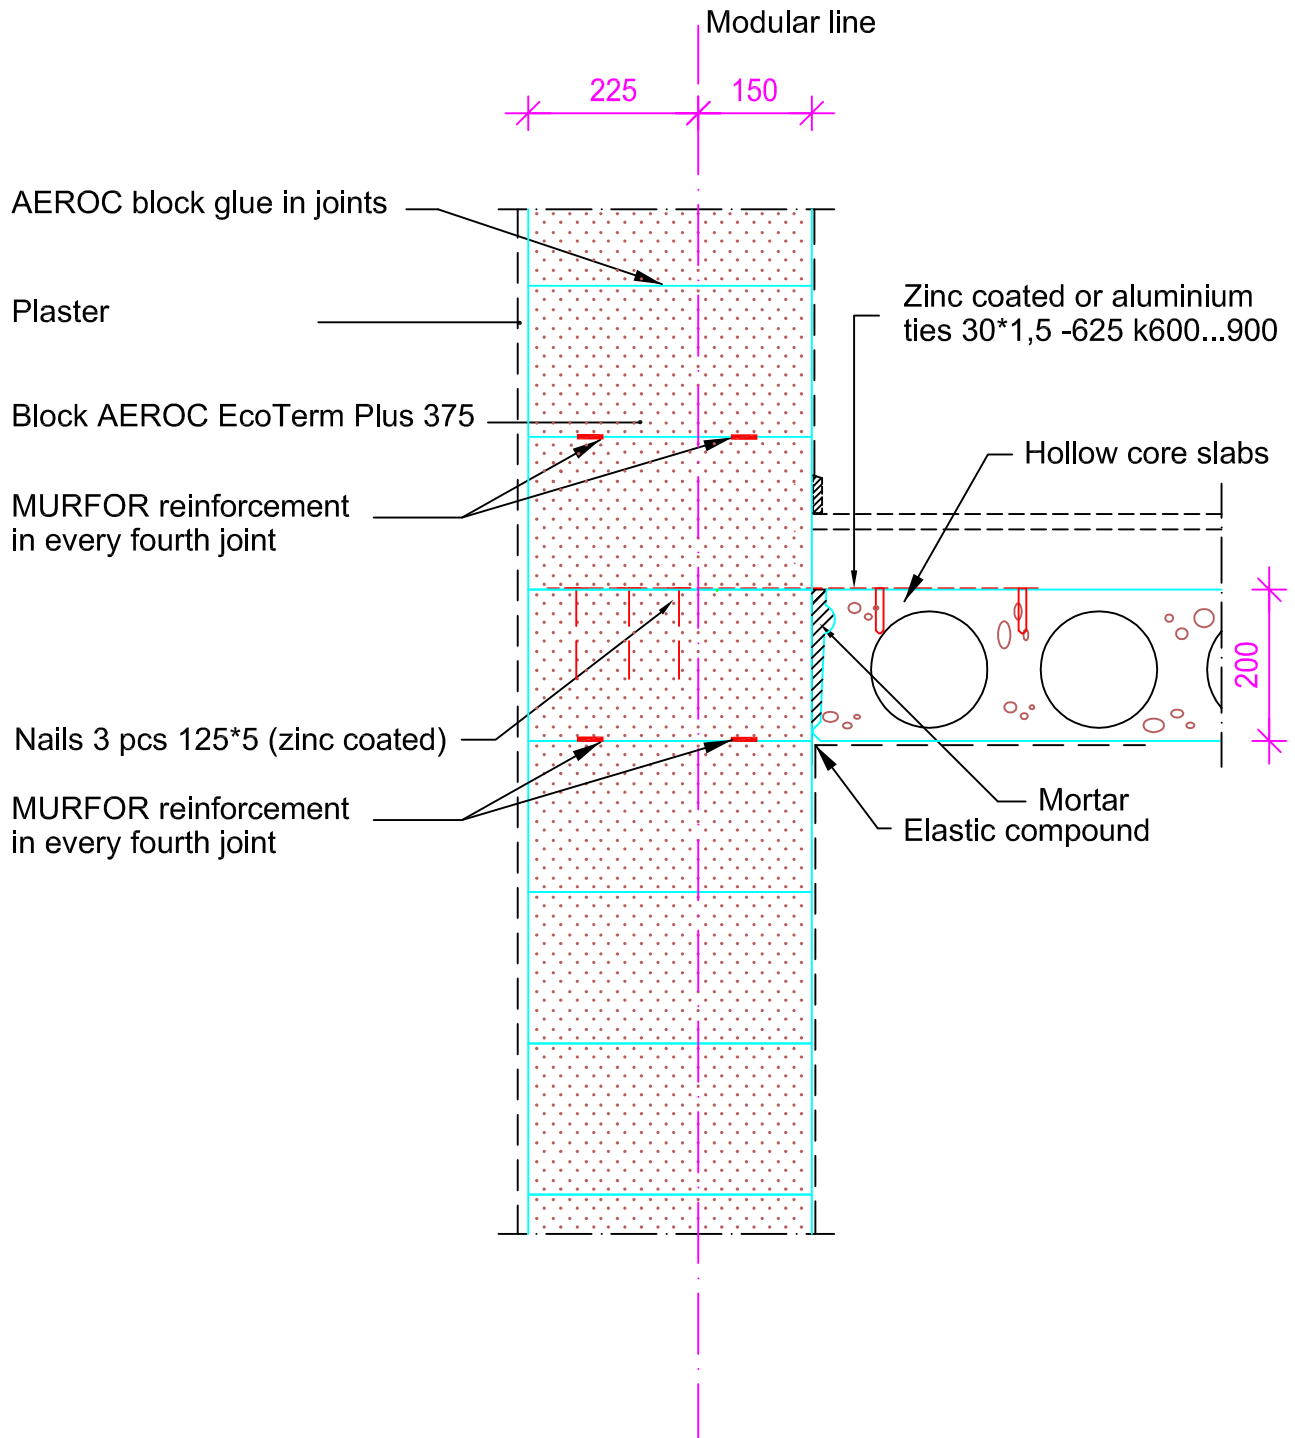 Modular line
225
150
AEROC block glue in joints
Plaster
Zinc coated or aluminium
ties 30*1,5 -625 k600...900
Block AEROC EcoTerm Plus 375
Hollow core slabs
MURFOR reinforcement
in every fourth joint
200
Nails 3 pcs 125*5 (zinc coated)
MURFOR reinforcement
in every fourth joint
Mortar
Elastic compound